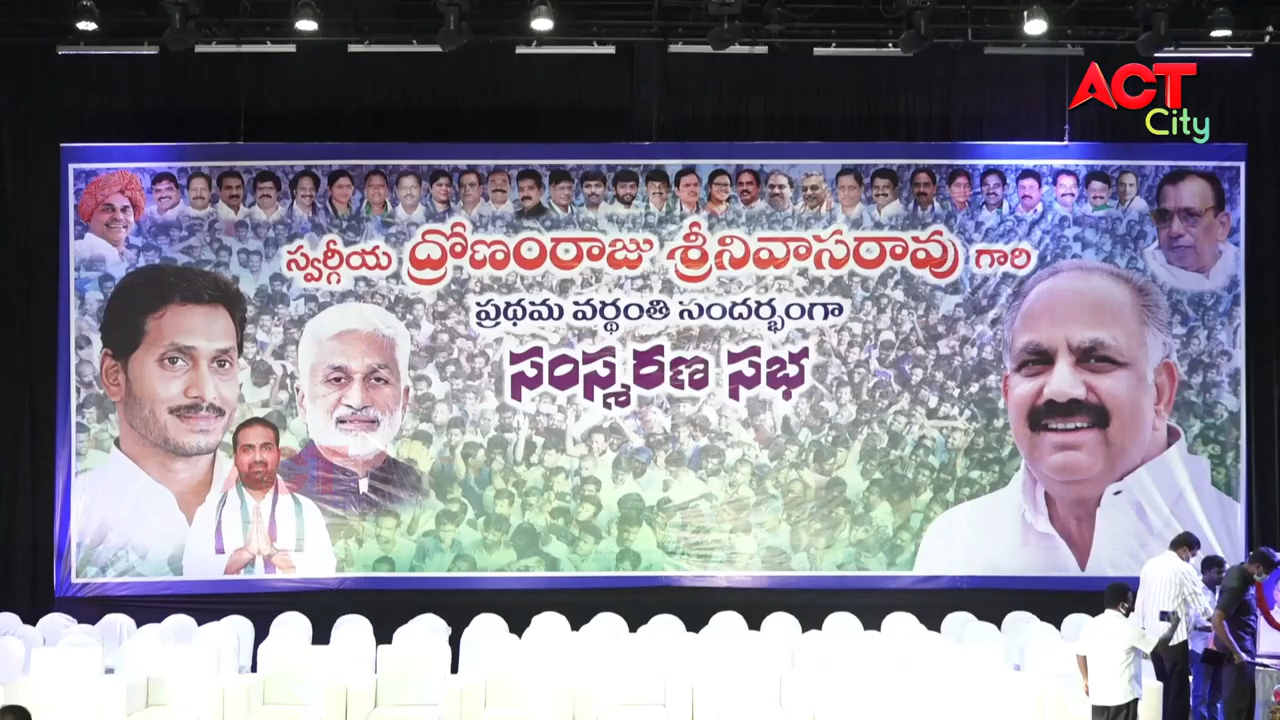 ACT
City
స్వర్గీయ ద్రోణంరాజు శ్రీనివాసరావు గారి
ప్రథమ వర్థంతి సందర్భంగా
సంస్మరణ సభ